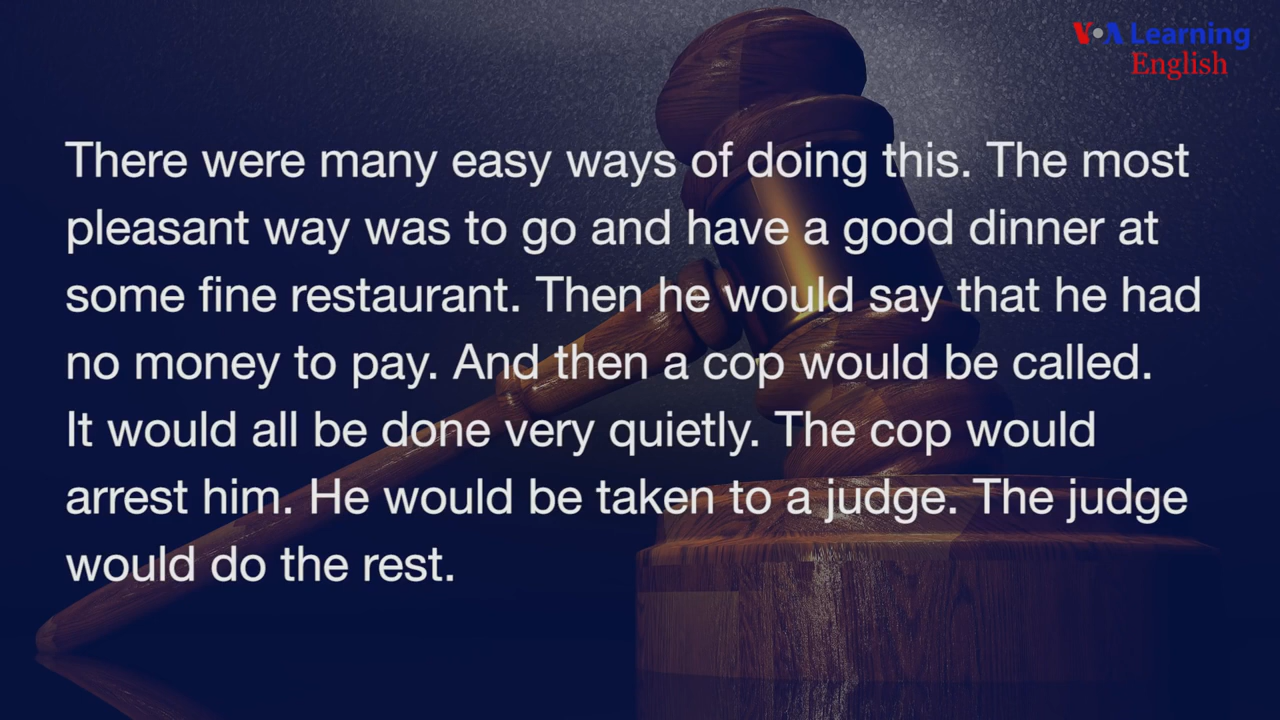 VOA Learning
English
There were many easy ways of doing this. The most
pleasant way was to go and have a good dinner at
some fine restaurant. Then he would say that he had
no money to pay. And then a cop would be called.
It would all be done very quietly. The cop would
arrest him. He would be taken to a judge. The judge
would do the rest.